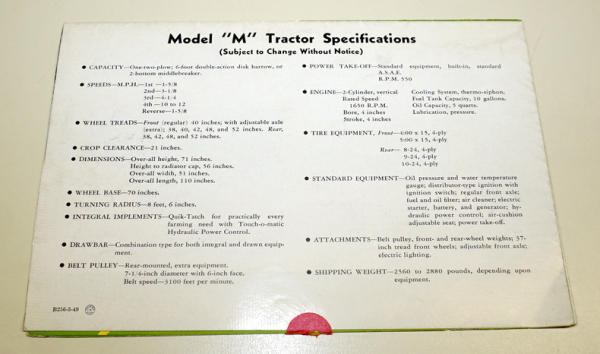 Model "M" Tractor Specifications
(Subject to Change Without Notice)
● CAPACITY—One-two-plow; 6-foot double-action disk harrow, or
2-bottom middlebreaker.
● SPEEDS—M.P.H.—1st —1-5/8
2nd—3-1/8
3rd—4-1/4
4th —10 to 12
Reverse—1-5/8
● WHEEL TREADS—Front (regular) 40 inches; with adjustable axle
(extra); 38, 40, 42, 48, and 52 inches. Rear,
38, 42, 48, and 52 inches.
● CROP CLEARANCE—21 inches.
● DIMENSIONS—Over-all height, 71 inches.
Height to radiator cap, 56 inches.
Over-all width, 51 inches.
Over-all length, 110 inches.
● WHEEL BASE—70 inches.
● TURNING RADIUS—8 feet, 6 inches.
● INTEGRAL IMPLEMENTS—Quik-Tatch for practically every
farming need with Touch-o-matic
Hydraulic Power Control.
● DRAWBAR—Combination type for both integral and drawn equip-
ment.
● BELT PULLEY—Rear-mounted, extra equipment.
7-1/4-inch diameter with 6-inch face.
Belt speed—3100 feet per minute.
B256-5-49
● POWER TAKE-OFF—Standard equipment, built-in, standard
A.S.A.E.
R.P.M. 550
● ENGINE—2-Cylinder, vertical
Rated Speed
1650 R.P.M.
Bore, 4 inches
Stroke, 4 inches
Cooling System, thermo-siphon;
Fuel Tank Capacity, 10 gallons.
Oil Capacity, 5 quarts.
Lubrication, pressure.
● TIRE EQUIPMENT, Front—4:00 x 15, 4-ply
5:00 x 15, 4-ply
Rear— 8-24, 4-ply
9-24, 4-ply
10-24, 4-ply
● STANDARD EQUIPMENT—Oil pressure and water temperature
gauge; distributor-type ignition with
ignition switch; regular front axle;
fuel and oil filter; air cleaner; electric
starter, battery, and generator; hy-
draulic power control; air-cushion
adjustable seat; power take-off.
● ATTACHMENTS—Belt pulley, front- and rear-wheel weights; 37-
inch tread front wheels; adjustable front axle;
electric lighting.
● SHIPPING WEIGHT—2560 to 2880 pounds, depending upon
equipment.